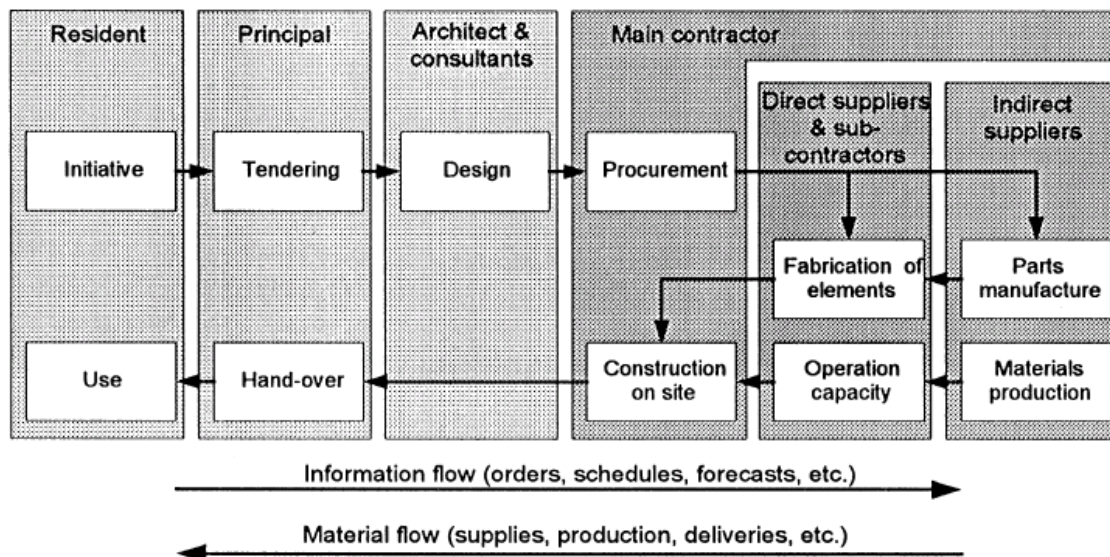 Resident
Principal
Architect &
consultants
Main contractor
Direct suppliers
& sub-
contractors
Indirect
suppliers
Initiative
Tendering
Design
Procurement
Fabrication of
elements
Parts
manufacture
Use
Hand-over
Construction
on site
Operation
capacity
Materials
production
Information flow (orders, schedules, forecasts, etc.)
Material flow (supplies, production, deliveries, etc.)